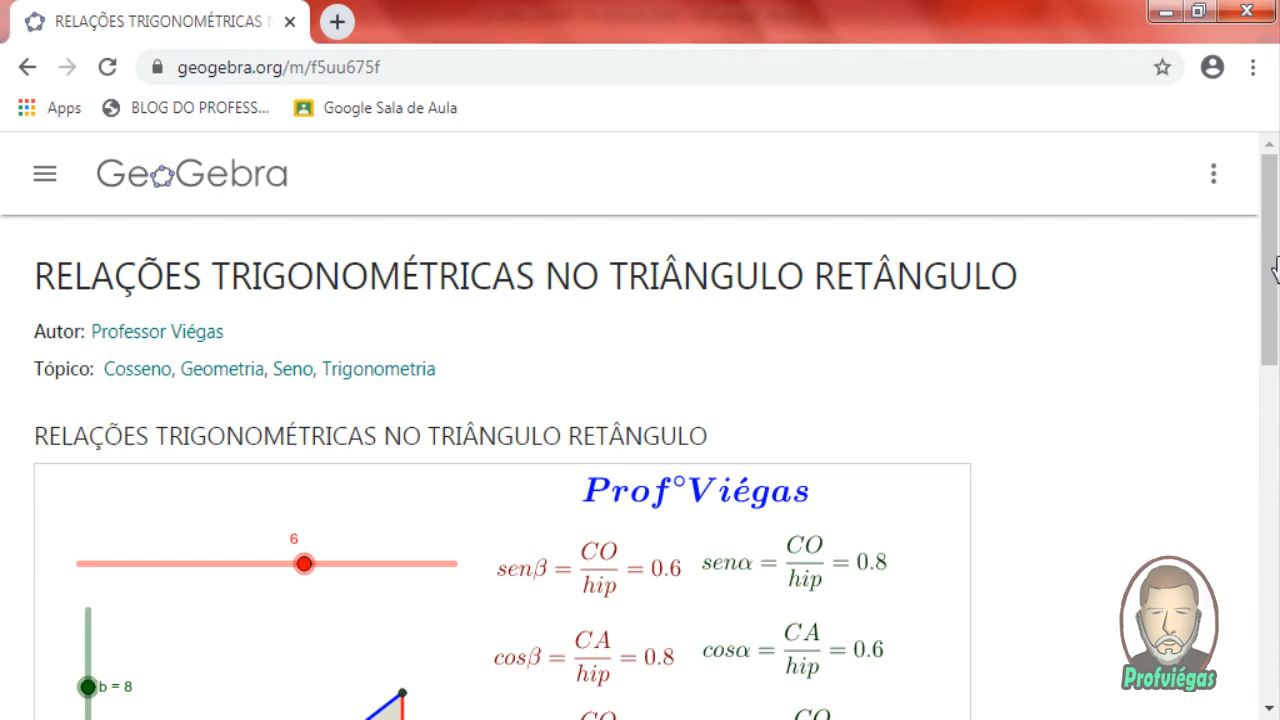 RELAÇÕES TRIGONOMÉTRICAS N
geogebra.org/m/f5uu675f
Apps BLOG DO PROFESS... Google Sala de Aula
GeoGebra
RELAÇÕES TRIGONOMÉTRICAS NO TRIÂNGULO RETÂNGULO
Autor: Professor Viégas
Tópico: Cosseno, Geometria, Seno, Trigonometria
RELAÇÕES TRIGONOMÉTRICAS NO TRIÂNGULO RETÂNGULO
Prof°Viégas
6
senβ = CO/hip = 0.6 senα = CO/hip = 0.8
cosβ = CA/hip = 0.8 cosα = CA/hip = 0.6
b = 8
CO CO
Profviégas